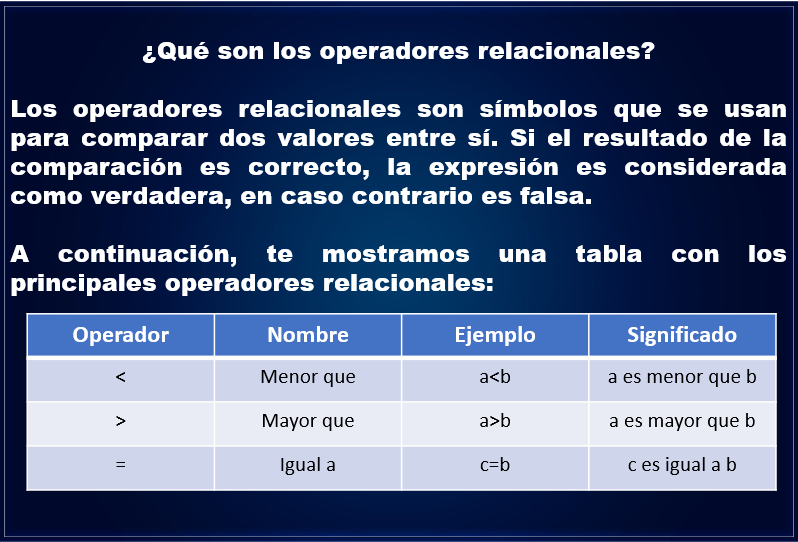 ¿Qué son los operadores relacionales?
Los operadores relacionales son símbolos que se usan
para comparar dos valores entre sí. Si el resultado de la
comparación es correcto, la expresión es considerada
como verdadera, en caso contrario es falsa.
A continuación, te mostramos una tabla con los
principales operadores relacionales:
Operador Nombre Ejemplo Significado
< Menor que a<b a es menor que b
> Mayor que a>b a es mayor que b
= Igual a c=b c es igual a b